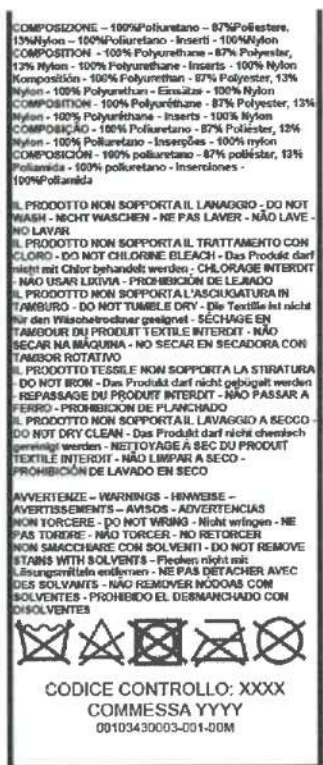 COMPOSIZIONE – 100%Poliuretano – 87%Poliestere,
13%Nylon – 100%Poliuretano - Inserti - 100%Nylon
COMPOSITION - 100% Polyurethane - 87% Polyester,
13% Nylon - 100% Polyurethane - Inserts - 100% Nylon
Komposition - 100% Polyurethan - 87% Polyester, 13%
Nylon - 100% Polyurethan - Einsätze - 100% Nylon
COMPOSITION - 100% Polyuréthane - 87% Polyester, 13%
Nylon - 100% Polyuréthane - Inserts - 100% Nylon
COMPOSIÇÃO - 100% Poliuretano - 87% Poliéster, 13%
Nylon - 100% Poliuretano - Inserções - 100% nylon
COMPOSICIÓN - 100% poliuretano - 87% poliéster, 13%
Poliamida - 100% poliuretano - Inserciones -
100%Poliamida
IL PRODOTTO NON SOPPORTA IL LANAGGIO - DO NOT
WASH - NICHT WASCHEN - NE PAS LAVER - NÃO LAVE -
NO LAVAR
IL PRODOTTO NON SOPPORTA IL TRATTAMENTO CON
CLORO - DO NOT CHLORINE BLEACH - Das Produkt darf
nicht mit Chlor behandelt werden - CHLORAGE INTERDIT
- NÃO USAR LIXIVIA - PROHIBICIÓN DE LEJIADO
IL PRODOTTO NON SOPPORTA L'ASCIUGATURA IN
TAMBURO - DO NOT TUMBLE DRY - Die Textilie ist nicht
für den Wäschetrockner geeignet - SÉCHAGE EN
TAMBOUR DU PRODUIT TEXTILE INTERDIT - NÃO
SECAR NA MÁQUINA - NO SECAR EN SECADORA CON
TAMBOR ROTATIVO
IL PRODOTTO TESSILE NON SOPPORTA LA STIRATURA
- DO NOT IRON - Das Produkt darf nicht gebügelt werden
- REPASSAGE DU PRODUIT INTERDIT - NÃO PASSAR A
FERRO - PROHIBICIÓN DE PLANCHADO
IL PRODOTTO NON SOPPORTA IL LAVAGGIO A SECCO -
DO NOT DRY CLEAN - Das Produkt darf nicht chemisch
gereinigt werden - NETTOYAGE À SEC DU PRODUIT
TEXTILE INTERDIT - NÃO LIMPAR A SECO -
PROHIBICIÓN DE LAVADO EN SECO
AVVERTENZE – WARNINGS - HINWEISE –
AVERTISSEMENTS – AVISOS - ADVERTENCIAS
NON TORCERE - DO NOT WRING - Nicht wringen - NE
PAS TORDRE - NÃO TORCER - NO RETORCER
NON SMACCHIARE CON SOLVENTI - DO NOT REMOVE
STAINS WITH SOLVENTS - Flecken nicht mit
Lösungsmitteln entfernen - NE PAS DÉTACHER AVEC
DES SOLVANTS - NÃO REMOVER NÓDOAS COM
SOLVENTES - PROHIBIDO EL DESMANCHADO CON
DISOLVENTES
CODICE CONTROLLO: XXXX
COMMESSA YYYY
00103430003-001-00M